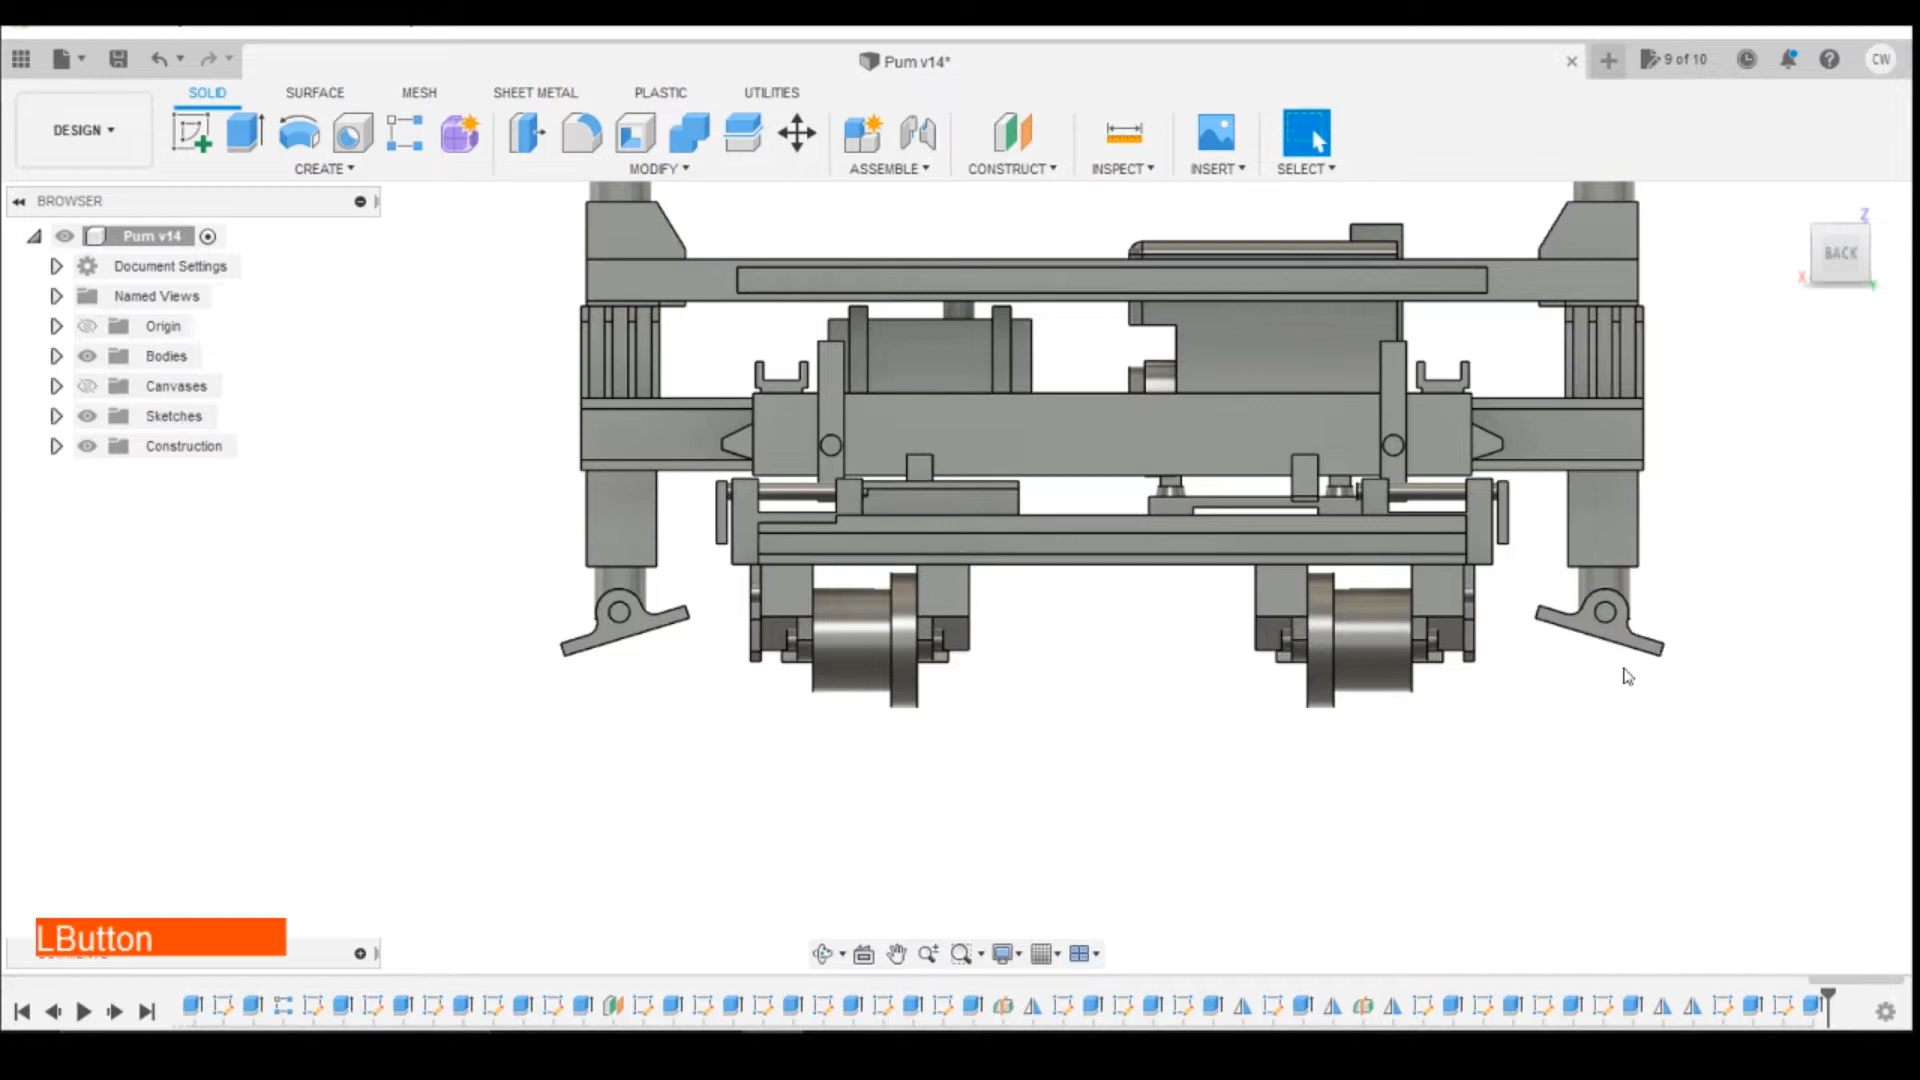 Pum v14*
9 of 10
CW
DESIGN
SOLID
SURFACE
MESH
SHEET METAL
PLASTIC
UTILITIES
CREATE
MODIFY
ASSEMBLE
CONSTRUCT
INSPECT
INSERT
SELECT
BROWSER
Pum v14
Document Settings
Named Views
Origin
Bodies
Canvases
Sketches
Construction
Z
BACK
X
LButton